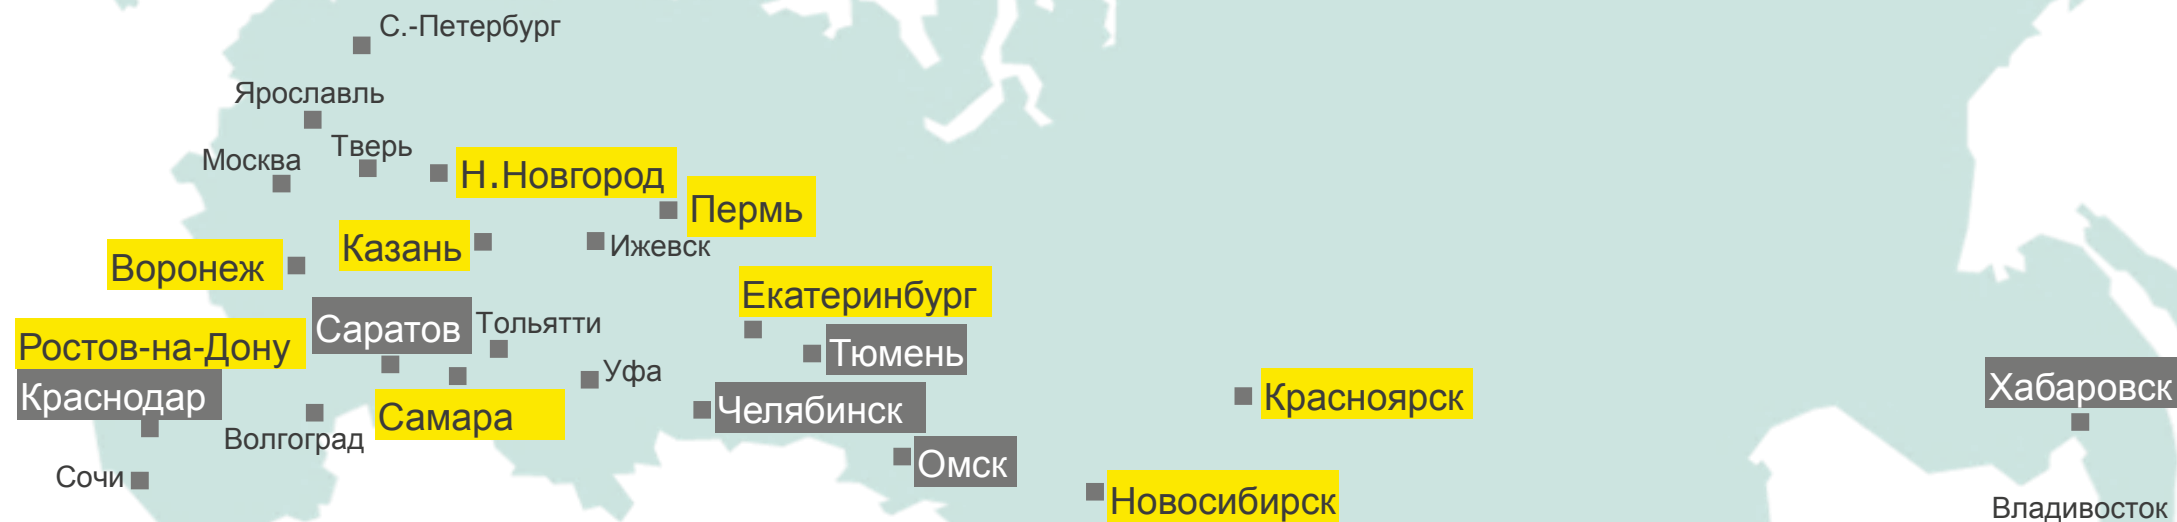 С.-Петербург
Ярославль
Тверь
Москва
Н.Новгород
Пермь
Казань
Ижевск
Воронеж
Екатеринбург
Саратов
Тольятти
Ростов-на-Дону
Тюмень
Уфа
Краснодар
Самара
Челябинск
Красноярск
Хабаровск
Волгоград
Омск
Сочи
Новосибирск
Владивосток